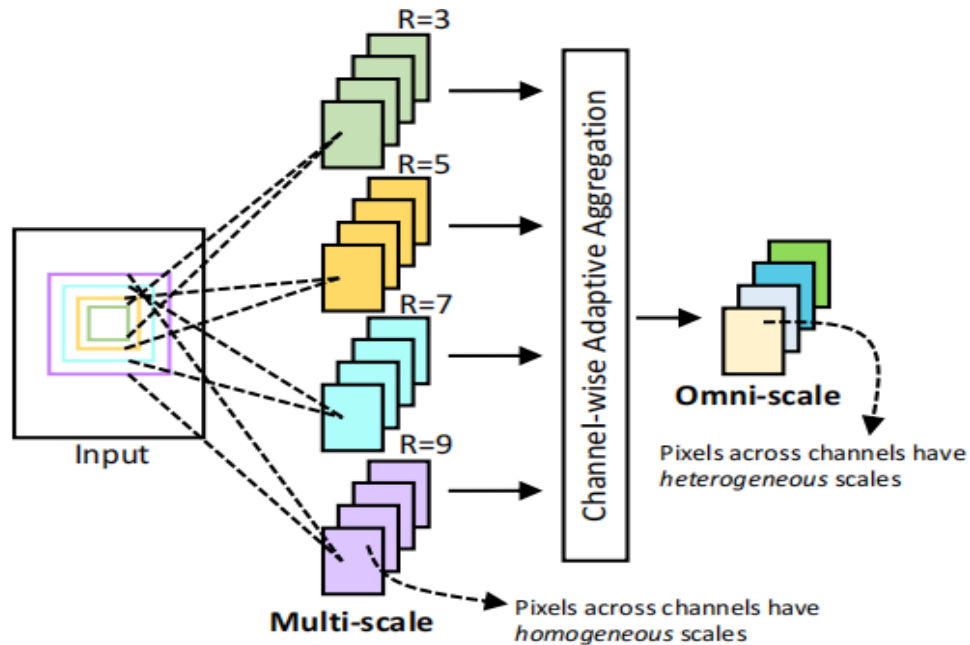 R=3
R=5
R=7
R=9
Input
Multi-scale
Pixels across channels have
homogeneous scales
Channel-wise Adaptive Aggregation
Omni-scale
Pixels across channels have
heterogeneous scales